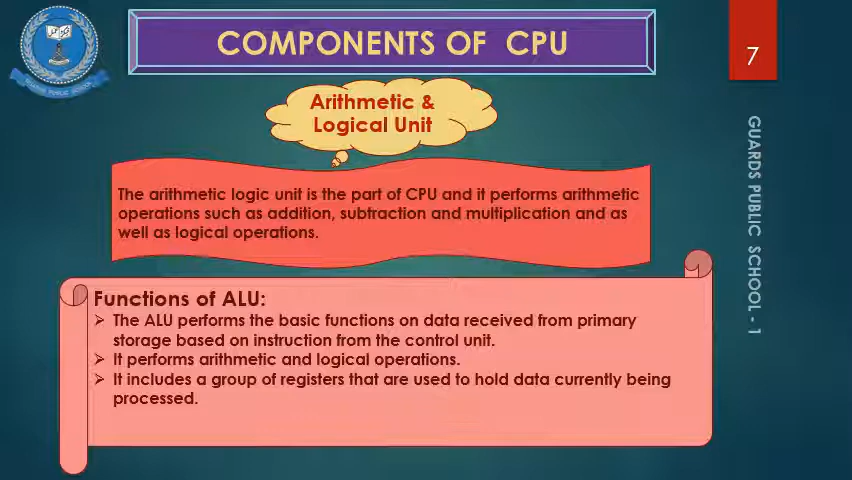 COMPONENTS OF CPU
7
Arithmetic &
Logical Unit
The arithmetic logic unit is the part of CPU and it performs arithmetic
operations such as addition, subtraction and multiplication and as
well as logical operations.
Functions of ALU:
➢ The ALU performs the basic functions on data received from primary
storage based on instruction from the control unit.
➢ It performs arithmetic and logical operations.
➢ It includes a group of registers that are used to hold data currently being
processed.
GUARDS PUBLIC SCHOOL - 1